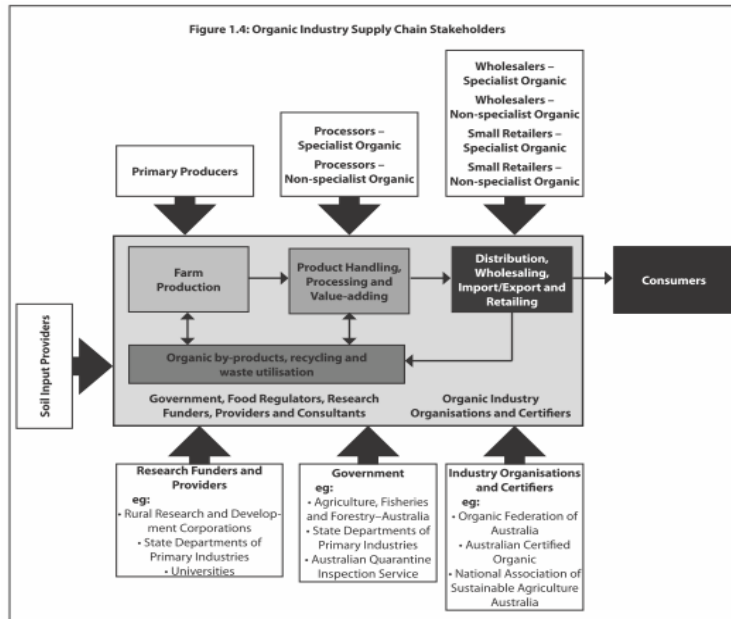 Figure 1.4: Organic Industry Supply Chain Stakeholders
Wholesalers –
Specialist Organic
Wholesalers –
Non-specialist Organic
Small Retailers –
Specialist Organic
Small Retailers –
Non-specialist Organic
Processors –
Specialist Organic
Processors –
Non-specialist Organic
Primary Producers
Farm
Production
Product Handling,
Processing and
Value-adding
Distribution,
Wholesaling,
Import/Export and
Retailing
Consumers
Soil Input Providers
Organic by-products, recycling and
waste utilisation
Government, Food Regulators, Research
Funders, Providers and Consultants
Organic Industry
Organisations and Certifiers
Research Funders and
Providers
eg:
• Rural Research and Develop-
ment Corporations
• State Departments of
Primary Industries
• Universities
Government
eg:
• Agriculture, Fisheries
and Forestry–Australia
• State Departments of
Primary Industries
• Australian Quarantine
Inspection Service
Industry Organisations
and Certifiers
eg:
• Organic Federation of
Australia
• Australian Certified
Organic
• National Association of
Sustainable Agriculture
Australia